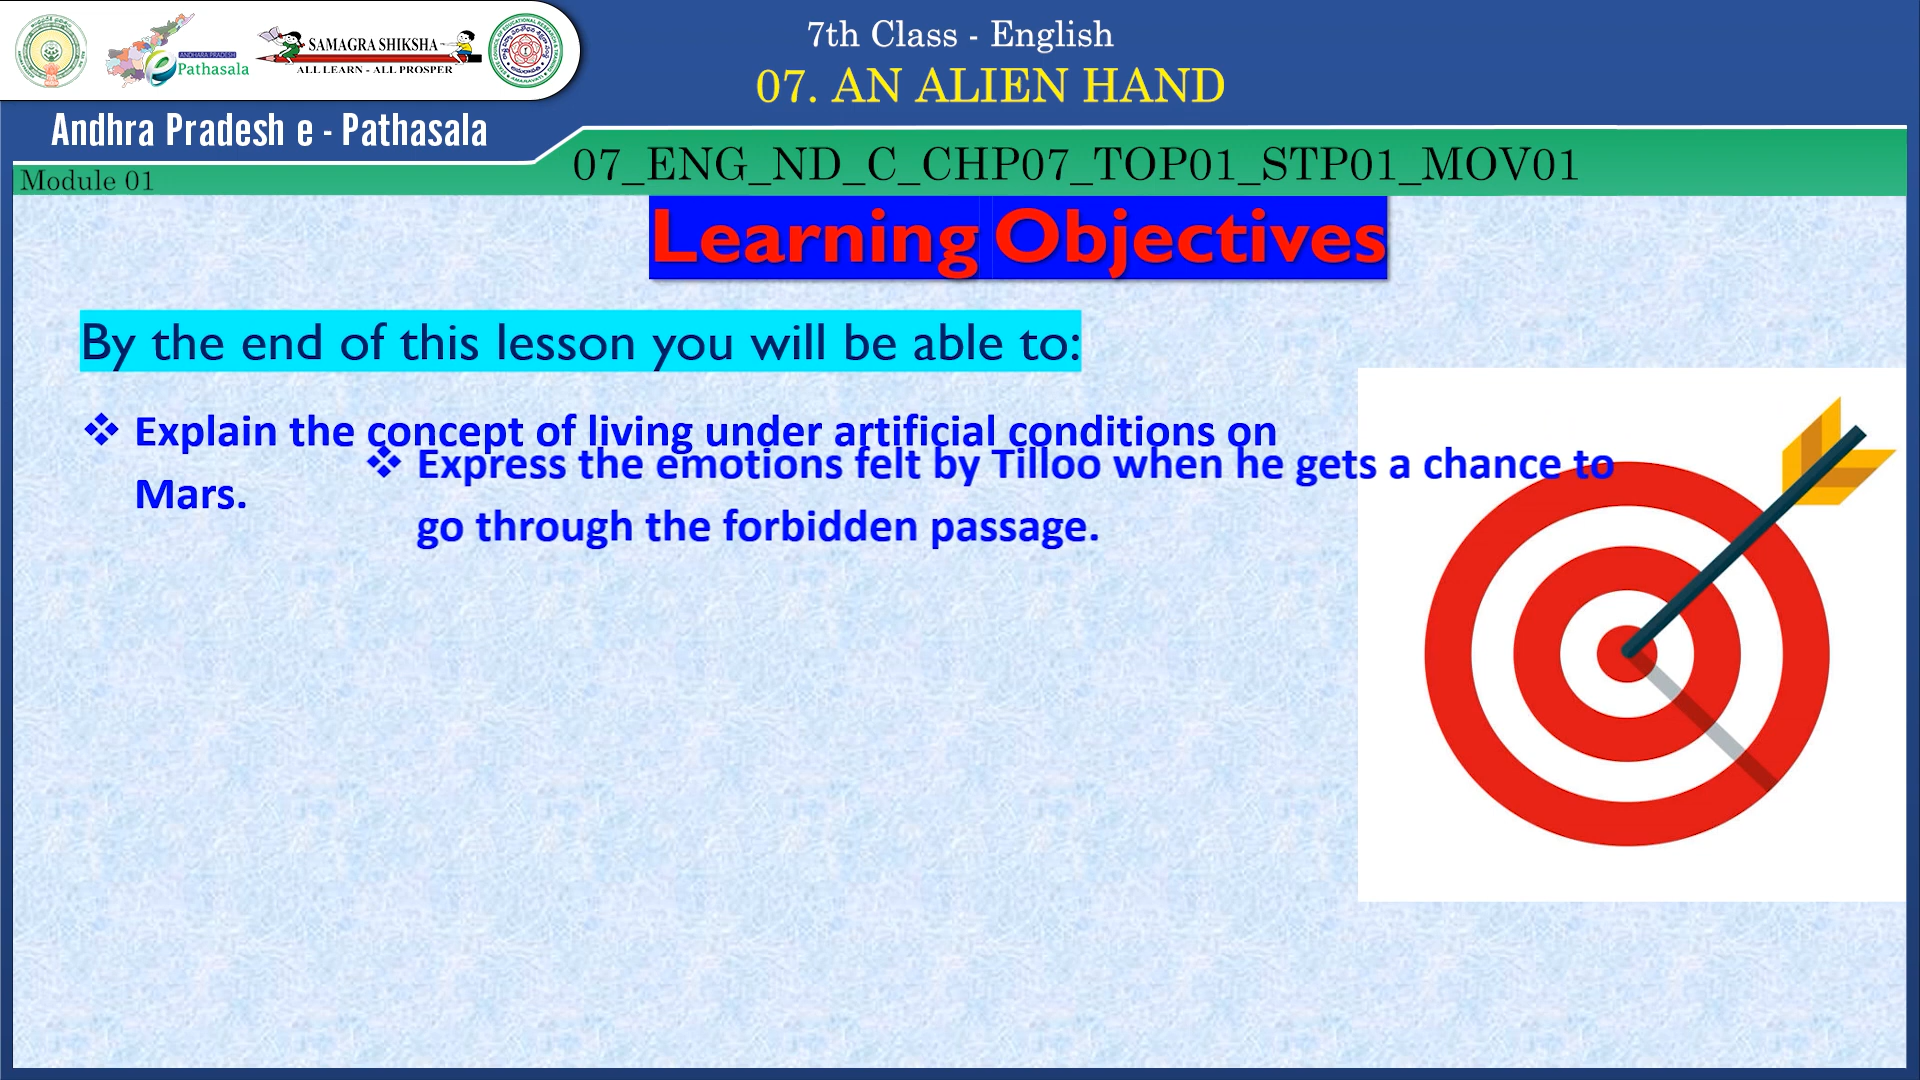 ANDHRA PRADESH
Pathasala
SAMAGRA SHIKSHA
ALL LEARN - ALL PROSPER
Andhra Pradesh e - Pathasala
7th Class - English
07. AN ALIEN HAND
Module 01
07_ENG_ND_C_CHP07_TOP01_STP01_MOV01
Learning Objectives
By the end of this lesson you will be able to:
❖ Explain the concept of living under artificial conditions on
Mars.
❖ Express the emotions felt by Tilloo when he gets a chance to
go through the forbidden passage.